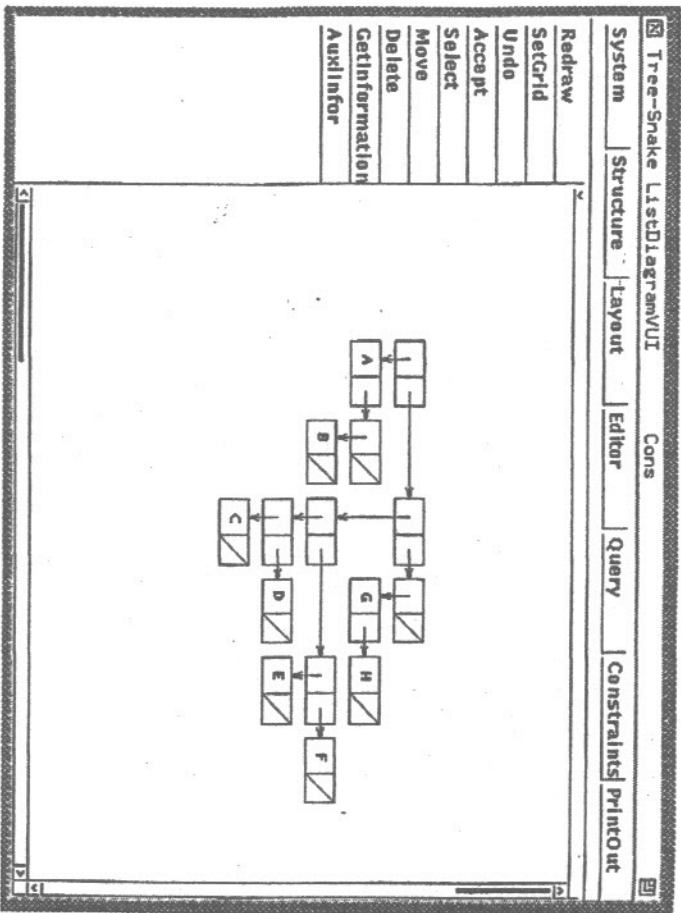 Tree-Snake ListDiagramVUI Cons
System Structure Layout Editor Query Constraints PrintOut
Redraw
SetGrid
Undo
Accept
Select
Move
Delete
GetInformation
AuxiInfor
A G H
B F
D E
C